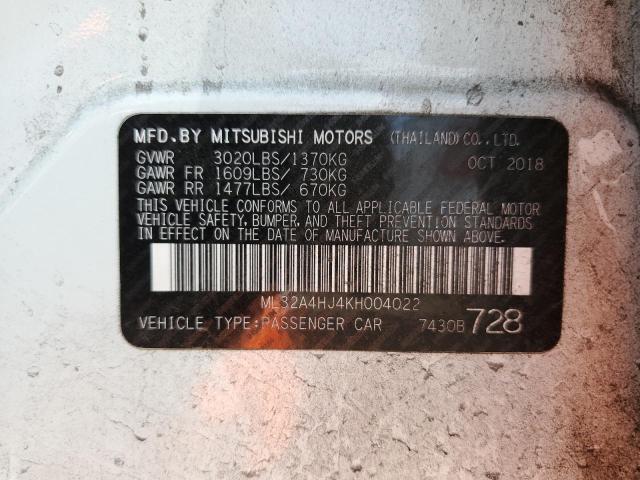 MFD.BY MITSUBISHI MOTORS (THAILAND)CO.,LTD.
GVWR 3020LBS/1370KG OCT 2018
GAWR FR 1609LBS/ 730KG
GAWR RR 1477LBS/ 670KG
THIS VEHICLE CONFORMS TO ALL APPLICABLE FEDERAL MOTOR
VEHICLE SAFETY, BUMPER, AND THEFT PREVENTION STANDARDS
IN EFFECT ON THE DATE OF MANUFACTURE SHOWN ABOVE.
ML32A4HJ4KH004022
VEHICLE TYPE:PASSENGER CAR 7430B 728